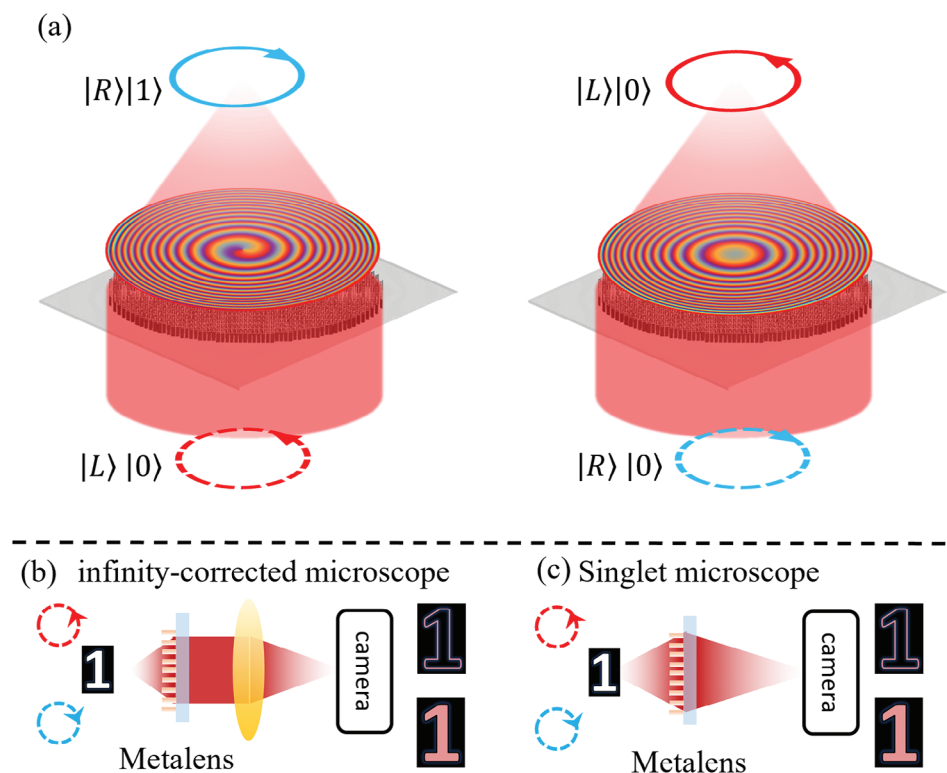 (a)
|R⟩|1⟩
|L⟩|0⟩
|L⟩ |0⟩
|R⟩ |0⟩
(b) infinity-corrected microscope
1
camera
1
1
Metalens
(c) Singlet microscope
1
camera
1
1
Metalens